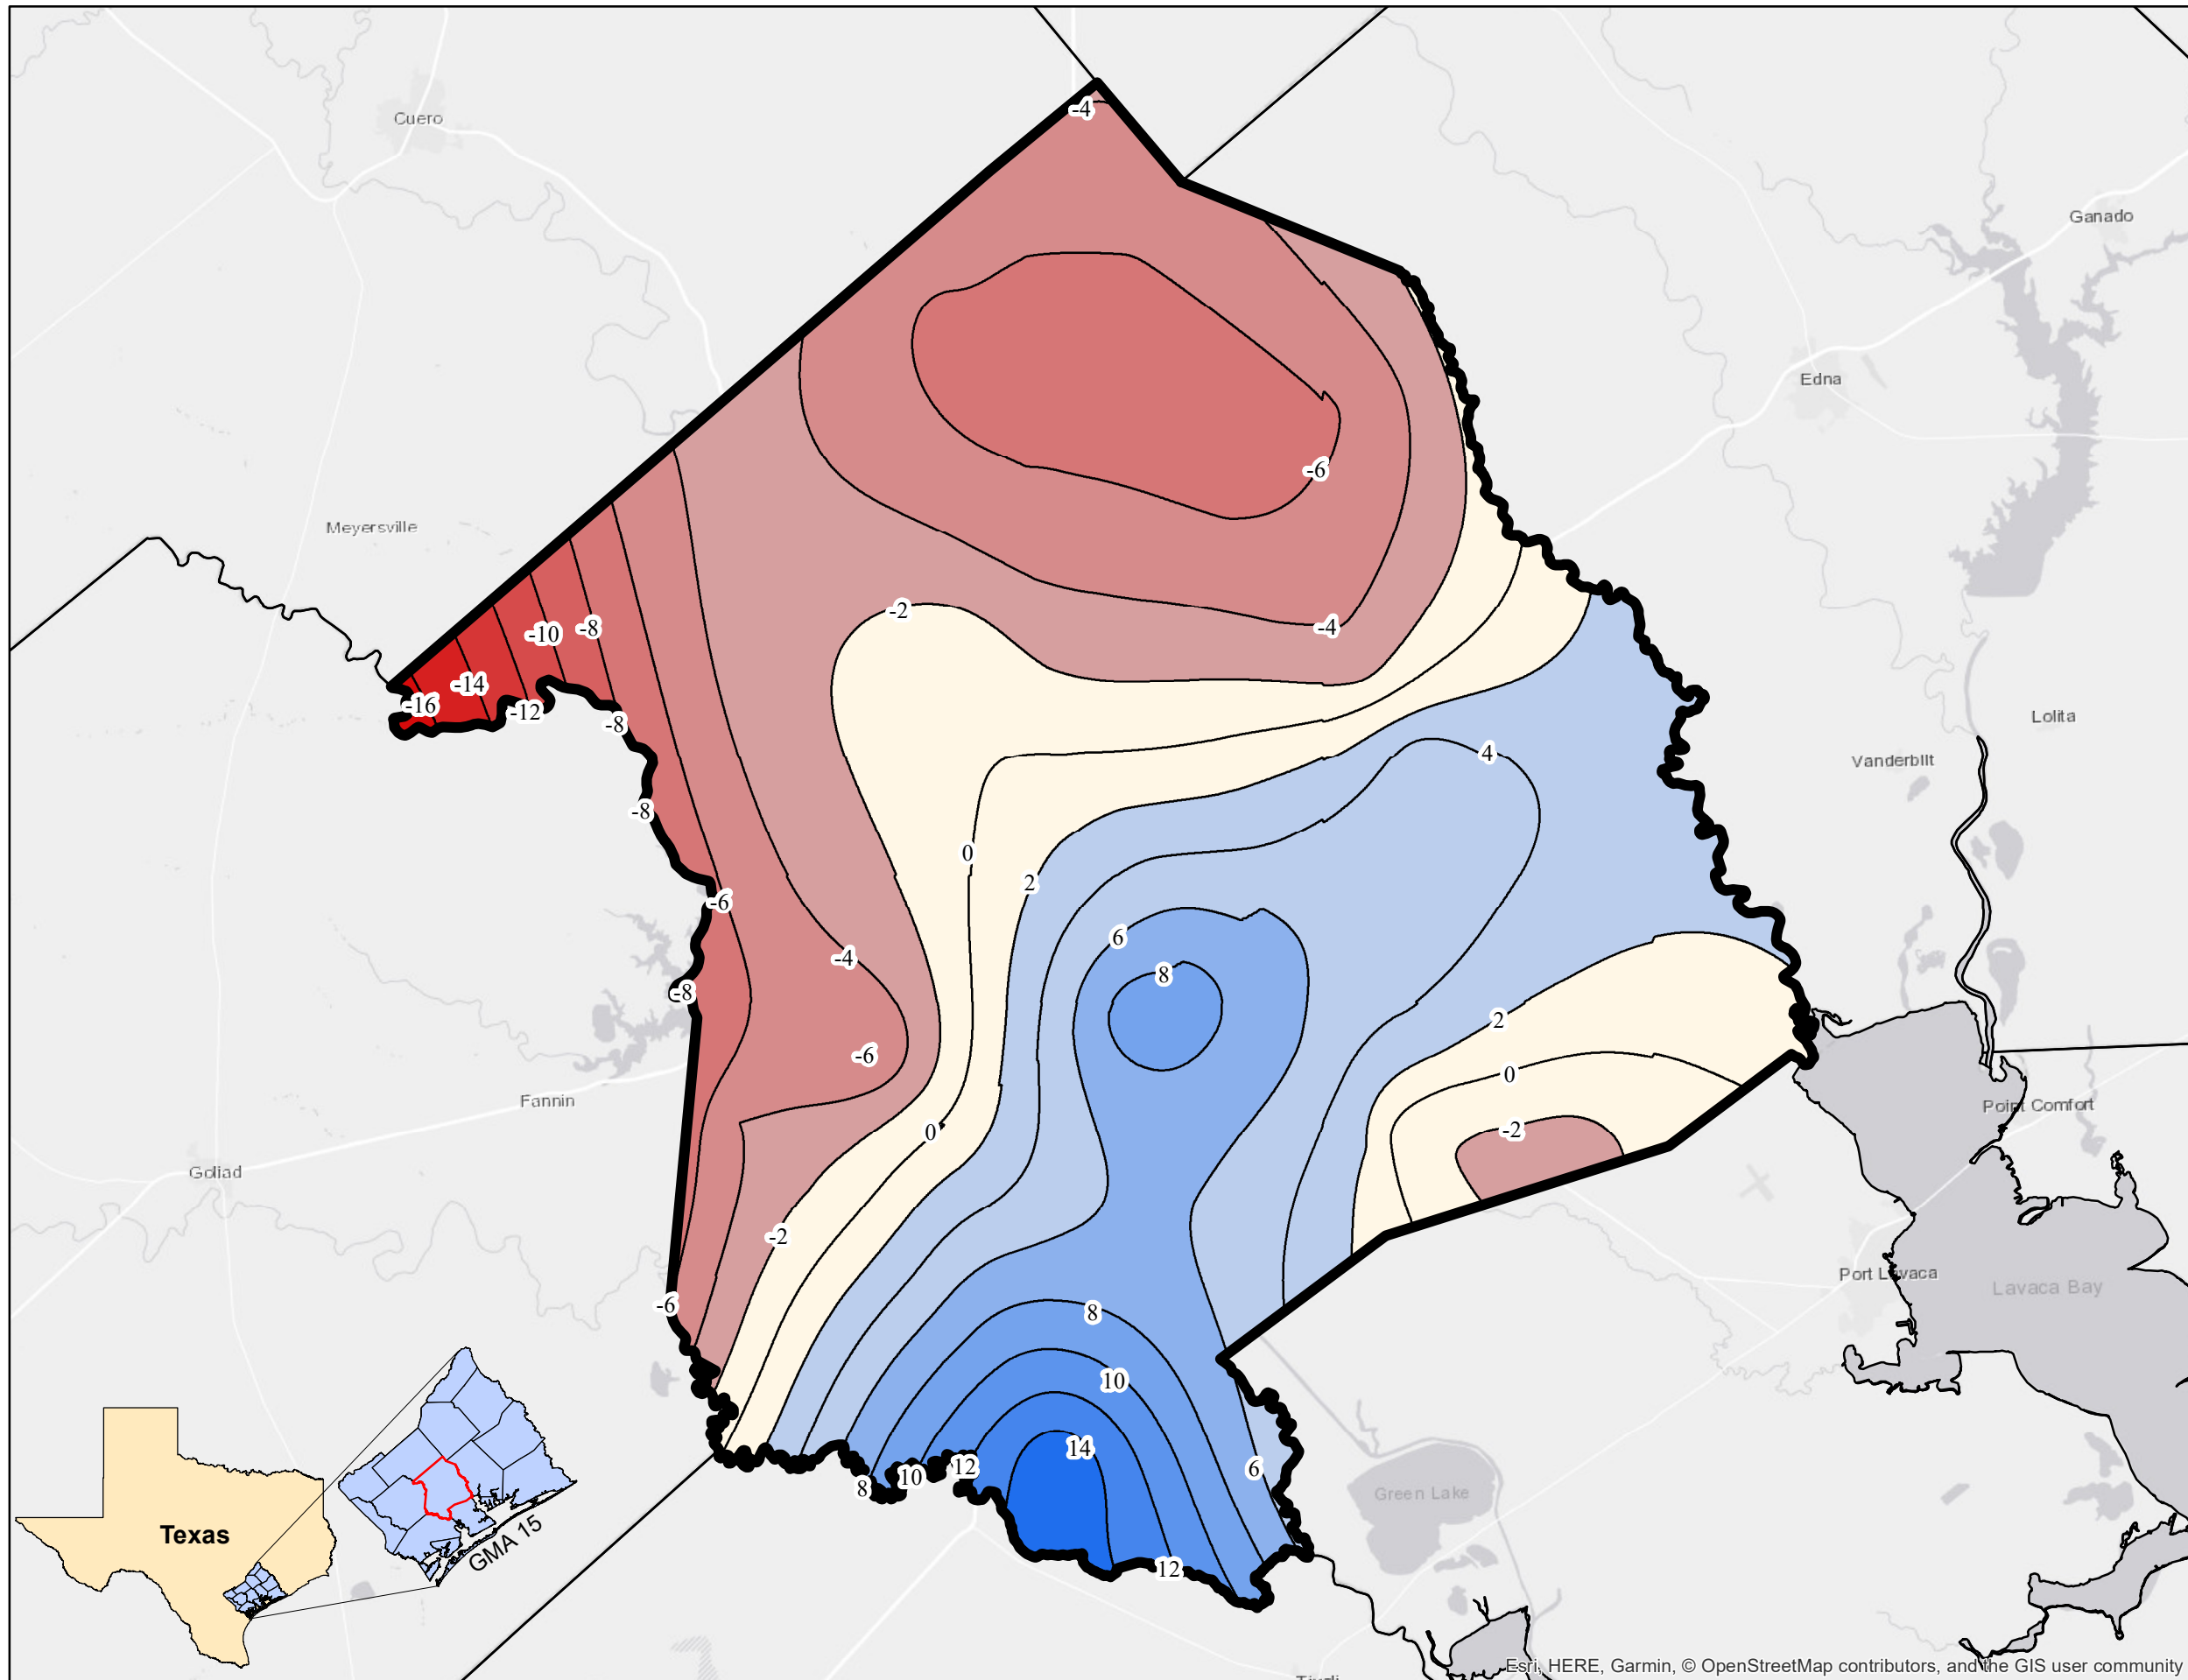 -4
Cuero
Ganado
Edna
-6
Meyersville
-2
-4
-10
-8
-14
-16
-12
-8
Lolita
4
Vanderbilt
-8
0
2
-6
6
-4
8
-8
2
-6
0
Fannin
Point Comfort
0
-2
Goliad
-2
Port Lavaca
Lavaca Bay
-6
8
10
14
12
6
10
8
Green Lake
Texas
GMA 15
12
Esri, HERE, Garmin, © OpenStreetMap contributors, and the GIS user community